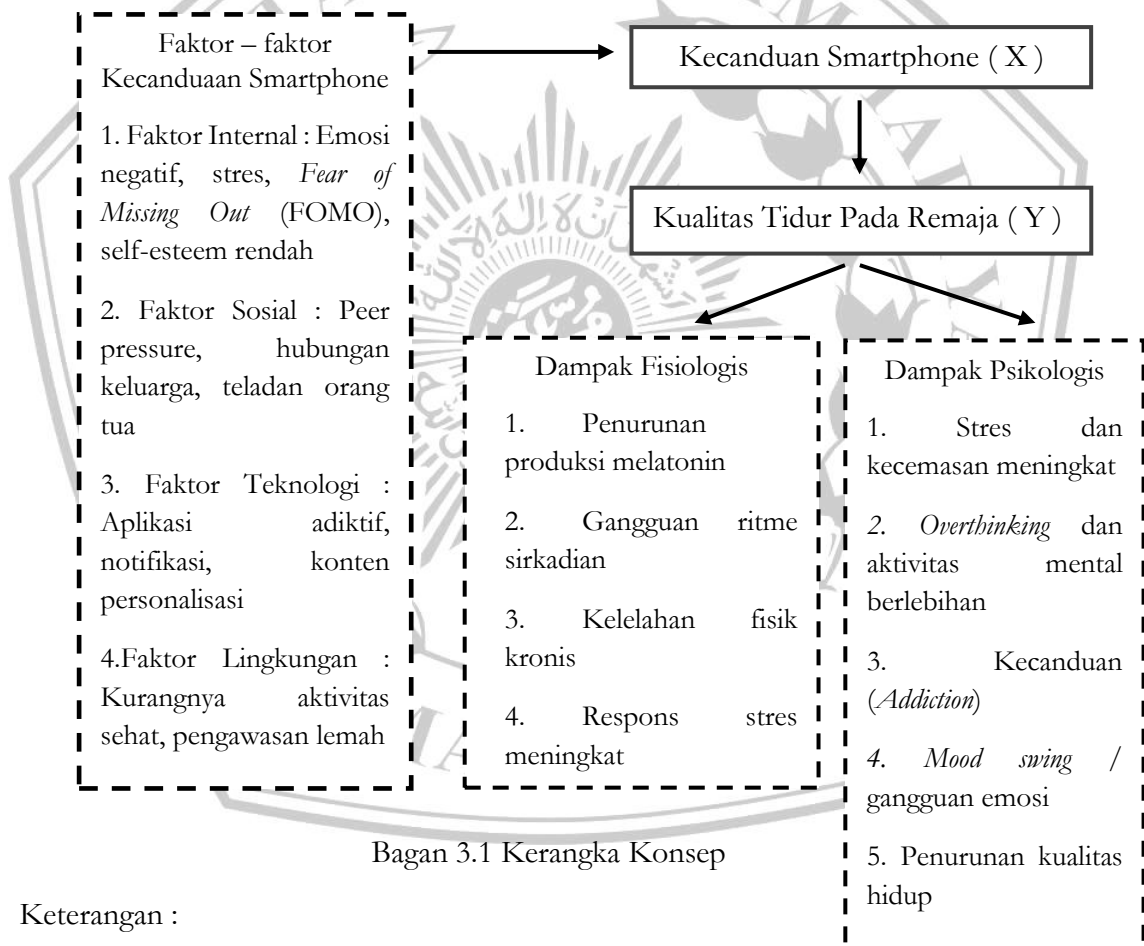 Faktor – faktor
Kecanduaan Smartphone
1. Faktor Internal : Emosi
negatif, stres, Fear of
Missing Out (FOMO),
self-esteem rendah
2. Faktor Sosial : Peer
pressure, hubungan
keluarga, teladan orang
tua
3. Faktor Teknologi :
Aplikasi adiktif,
notifikasi, konten
personalisasi
4.Faktor Lingkungan :
Kurangnya aktivitas
sehat, pengawasan lemah
Kecanduan Smartphone ( X )
Kualitas Tidur Pada Remaja ( Y )
Dampak Fisiologis
1. Penurunan
produksi melatonin
2. Gangguan ritme
sirkadian
3. Kelelahan fisik
kronis
4. Respons stres
meningkat
Dampak Psikologis
1. Stres dan
kecemasan meningkat
2. Overthinking dan
aktivitas mental
berlebihan
3. Kecanduan
(Addiction)
4. Mood swing /
gangguan emosi
5. Penurunan kualitas
hidup
Bagan 3.1 Kerangka Konsep
Keterangan :